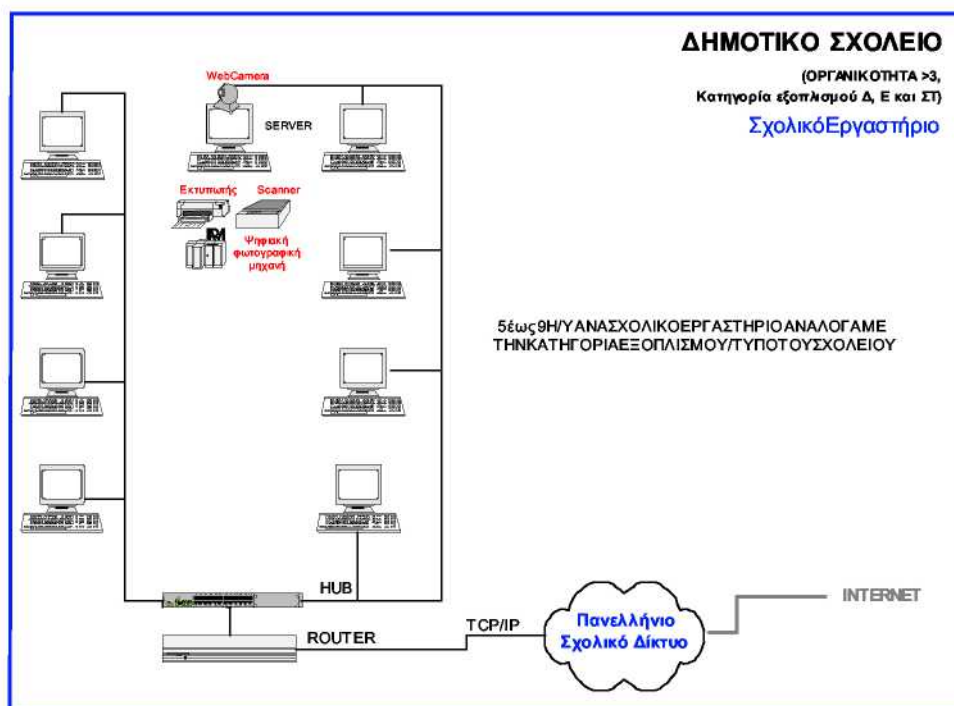 ΔΗΜΟΤΙΚΟ ΣΧΟΛΕΙΟ
(ΟΡΓΑΝΙΚΟΤΗΤΑ >3,
Κατηγορία εξοπλισμού Δ, Ε και ΣΤ)
ΣχολικόΕργαστήριο
WebCamera
SERVER
Εκτυπωτής
Scanner
Ψηφιακή
φωτογραφική
μηχανή
5έως9Η/ΥΑΝΑΣΧΟΛΙΚΟΕΡΓΑΣΤΗΡΙΟΑΝΑΛΟΓΑΜΕ
ΤΗΝΚΑΤΗΓΟΡΙΑΕΞΟΠΛΙΣΜΟΥ/ΤΥΠΟΤΟΥΣΧΟΛΕΙΟΥ
HUB
ROUTER
TCP/IP
Πανελλήνιο
Σχολικό Δίκτυο
INTERNET